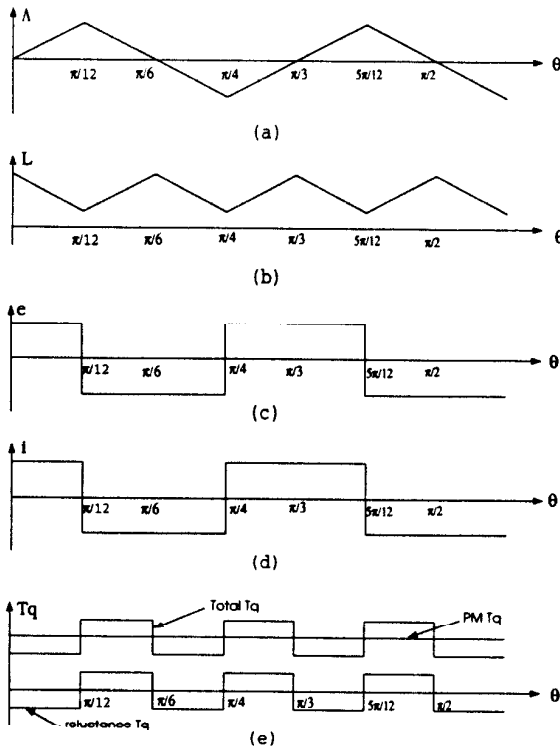 Λ
π/12 π/6 π/4 π/3 5π/12 π/2 θ
(a)
L
π/12 π/6 π/4 π/3 5π/12 π/2 θ
(b)
e
π/12 π/6 π/4 π/3 5π/12 π/2 θ
(c)
i
π/12 π/6 π/4 π/3 5π/12 π/2 θ
(d)
Tq
Total Tq
PM Tq
π/12 π/6 π/4 π/3 5π/12 π/2 θ
reluctance Tq
(e)